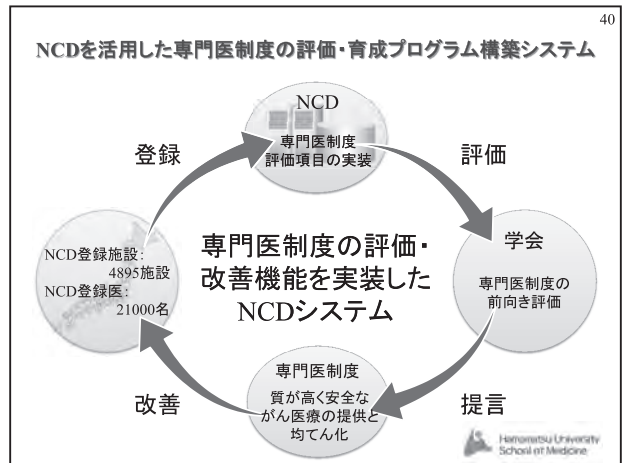 40
NCDを活用した専門医制度の評価・育成プログラム構築システム
NCD
専門医制度
評価項目の実装
登録
評価
NCD登録施設:
4895施設
NCD登録医:
21000名
専門医制度の評価・
改善機能を実装した
NCDシステム
学会
専門医制度の
前向き評価
専門医制度
質が高く安全な
がん医療の提供と
均てん化
改善
提言
Hamamatsu University
School of Medicine